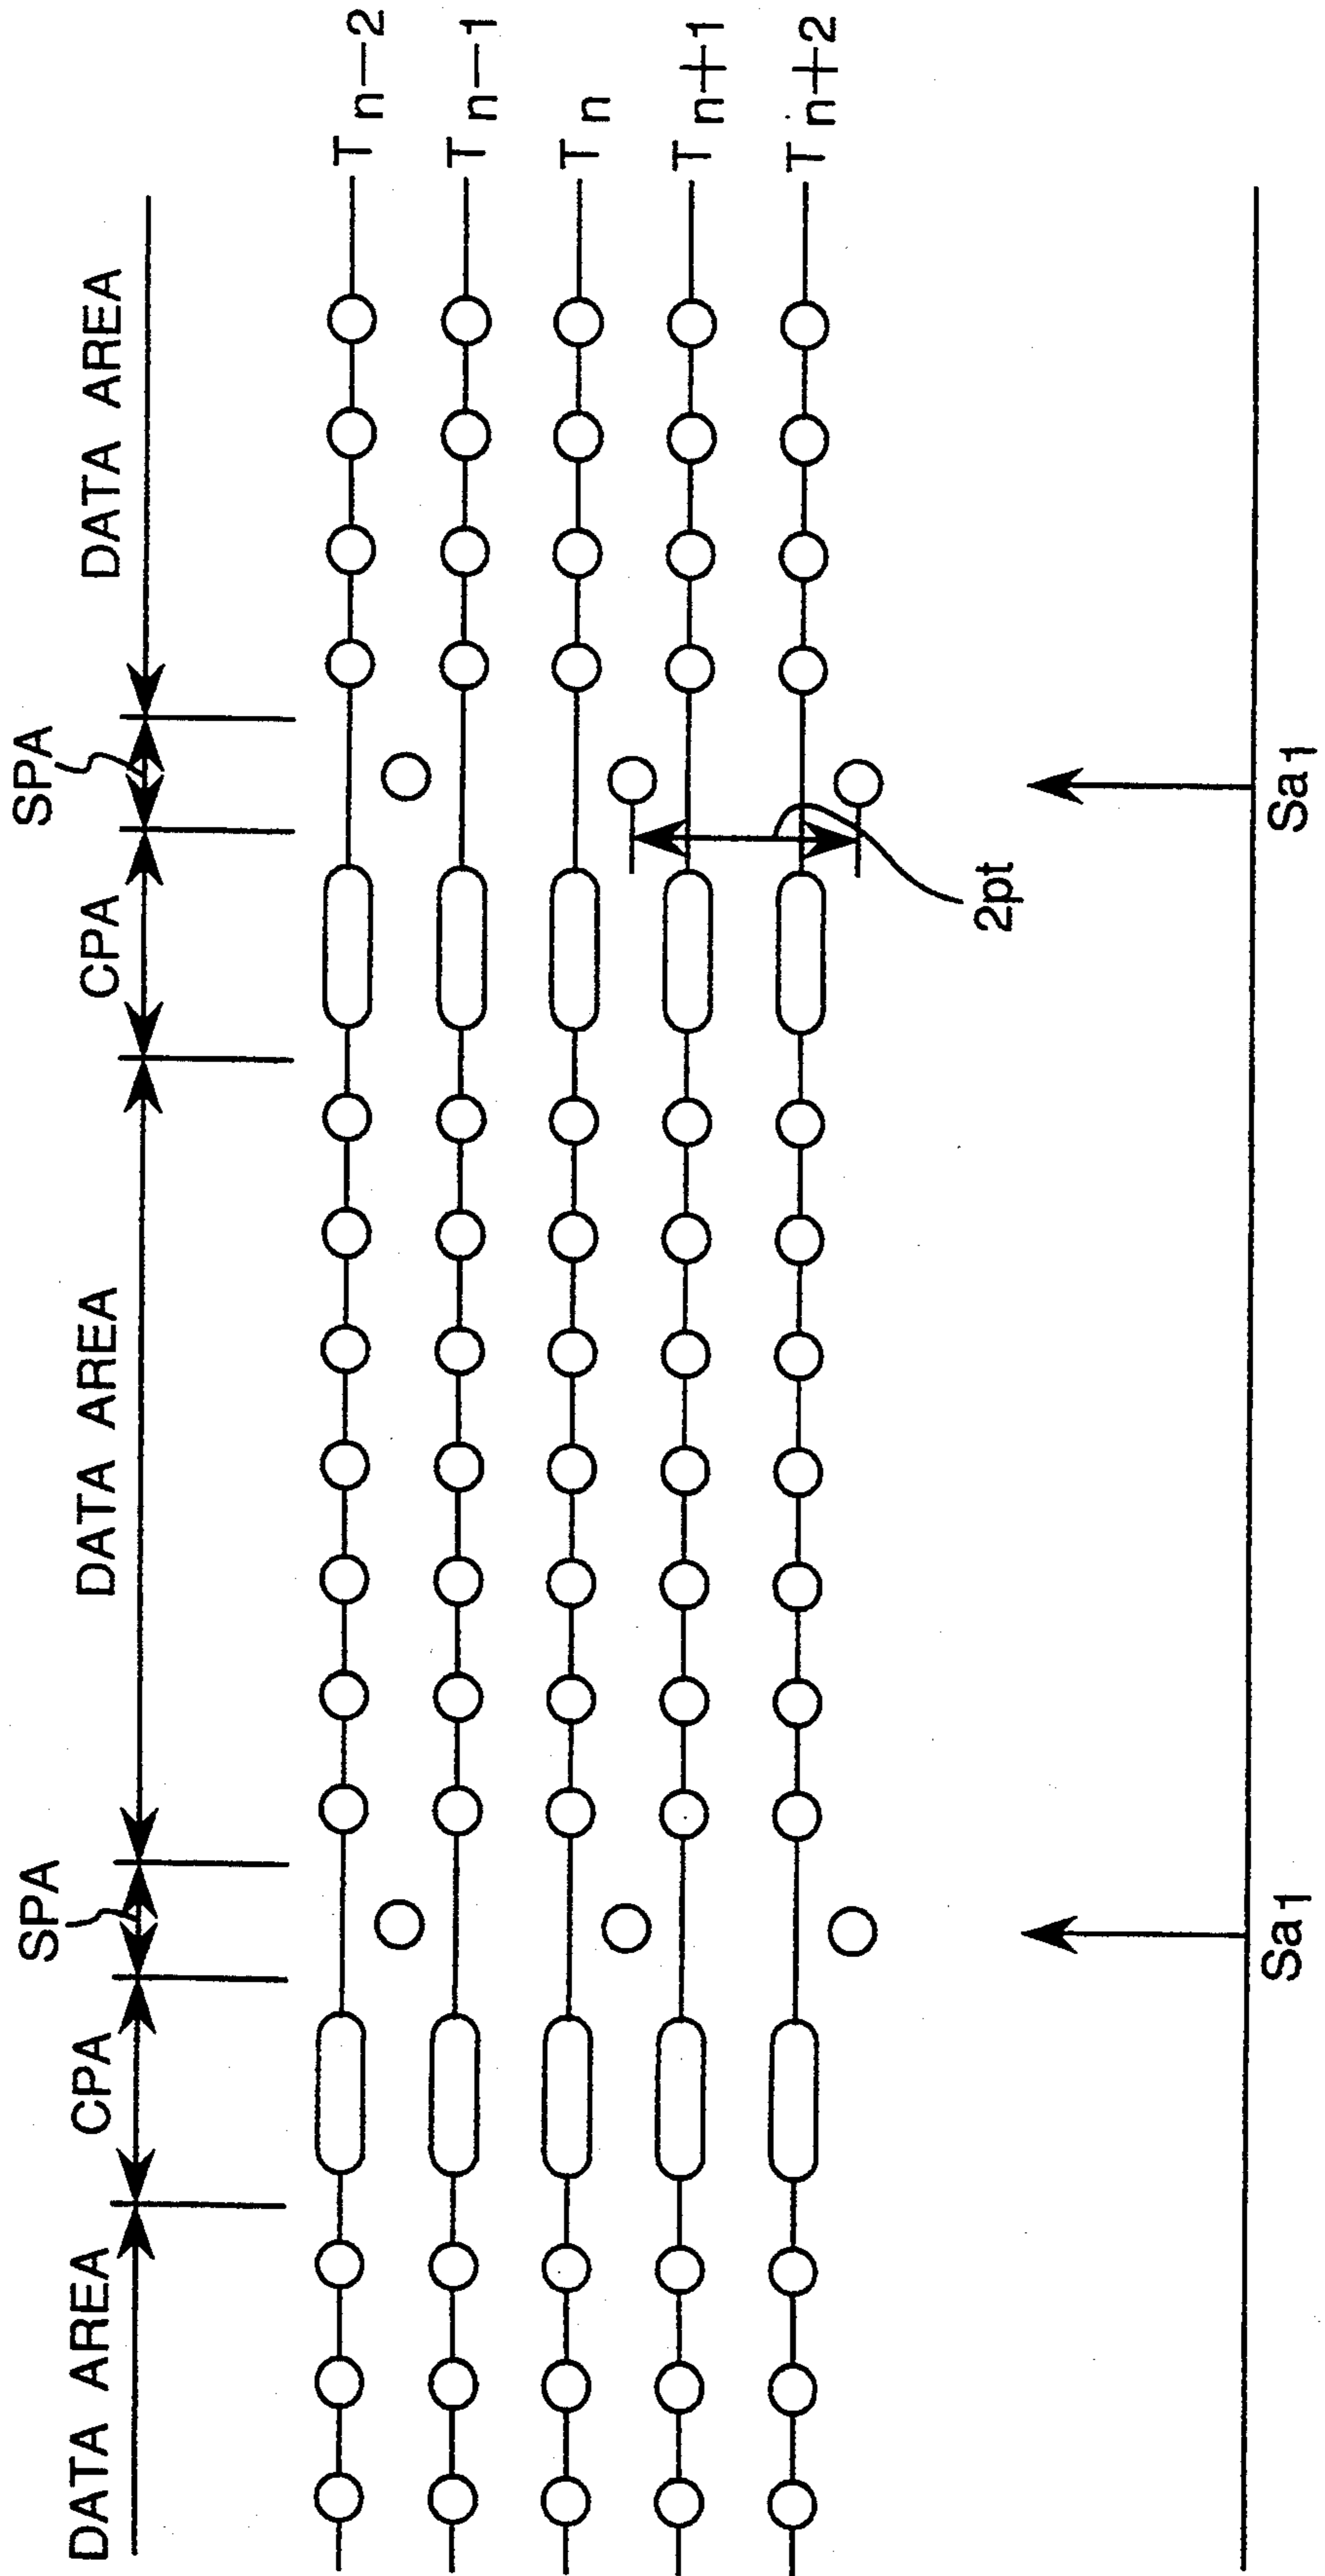 DATA AREA
CPA
SPA
DATA AREA
CPA
SPA
DATA AREA
Tn−2
Tn−1
Tn
Tn+1
Tn+2
2pt
Sa1
Sa1